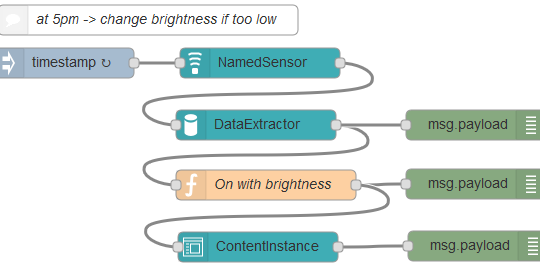 at 5pm -> change brightness if too low
timestamp ↻
NamedSensor
DataExtractor
msg.payload
On with brightness
msg.payload
ContentInstance
msg.payload